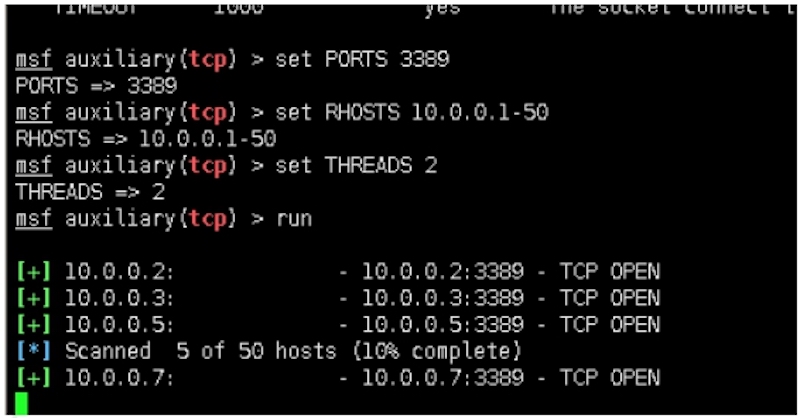 TIMEOUT 1000 yes The socket connect t
msf auxiliary(tcp) > set PORTS 3389
PORTS => 3389
msf auxiliary(tcp) > set RHOSTS 10.0.0.1-50
RHOSTS => 10.0.0.1-50
msf auxiliary(tcp) > set THREADS 2
THREADS => 2
msf auxiliary(tcp) > run
[+] 10.0.0.2: - 10.0.0.2:3389 - TCP OPEN
[+] 10.0.0.3: - 10.0.0.3:3389 - TCP OPEN
[+] 10.0.0.5: - 10.0.0.5:3389 - TCP OPEN
[*] Scanned 5 of 50 hosts (10% complete)
[+] 10.0.0.7: - 10.0.0.7:3389 - TCP OPEN